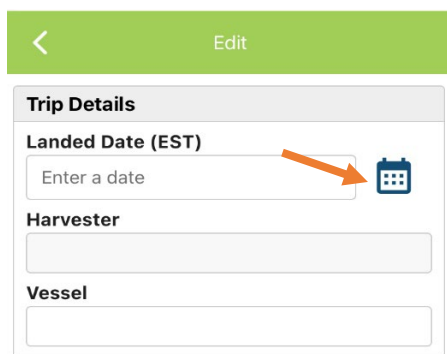 Edit
Trip Details
Landed Date (EST)
Enter a date
Harvester
Vessel